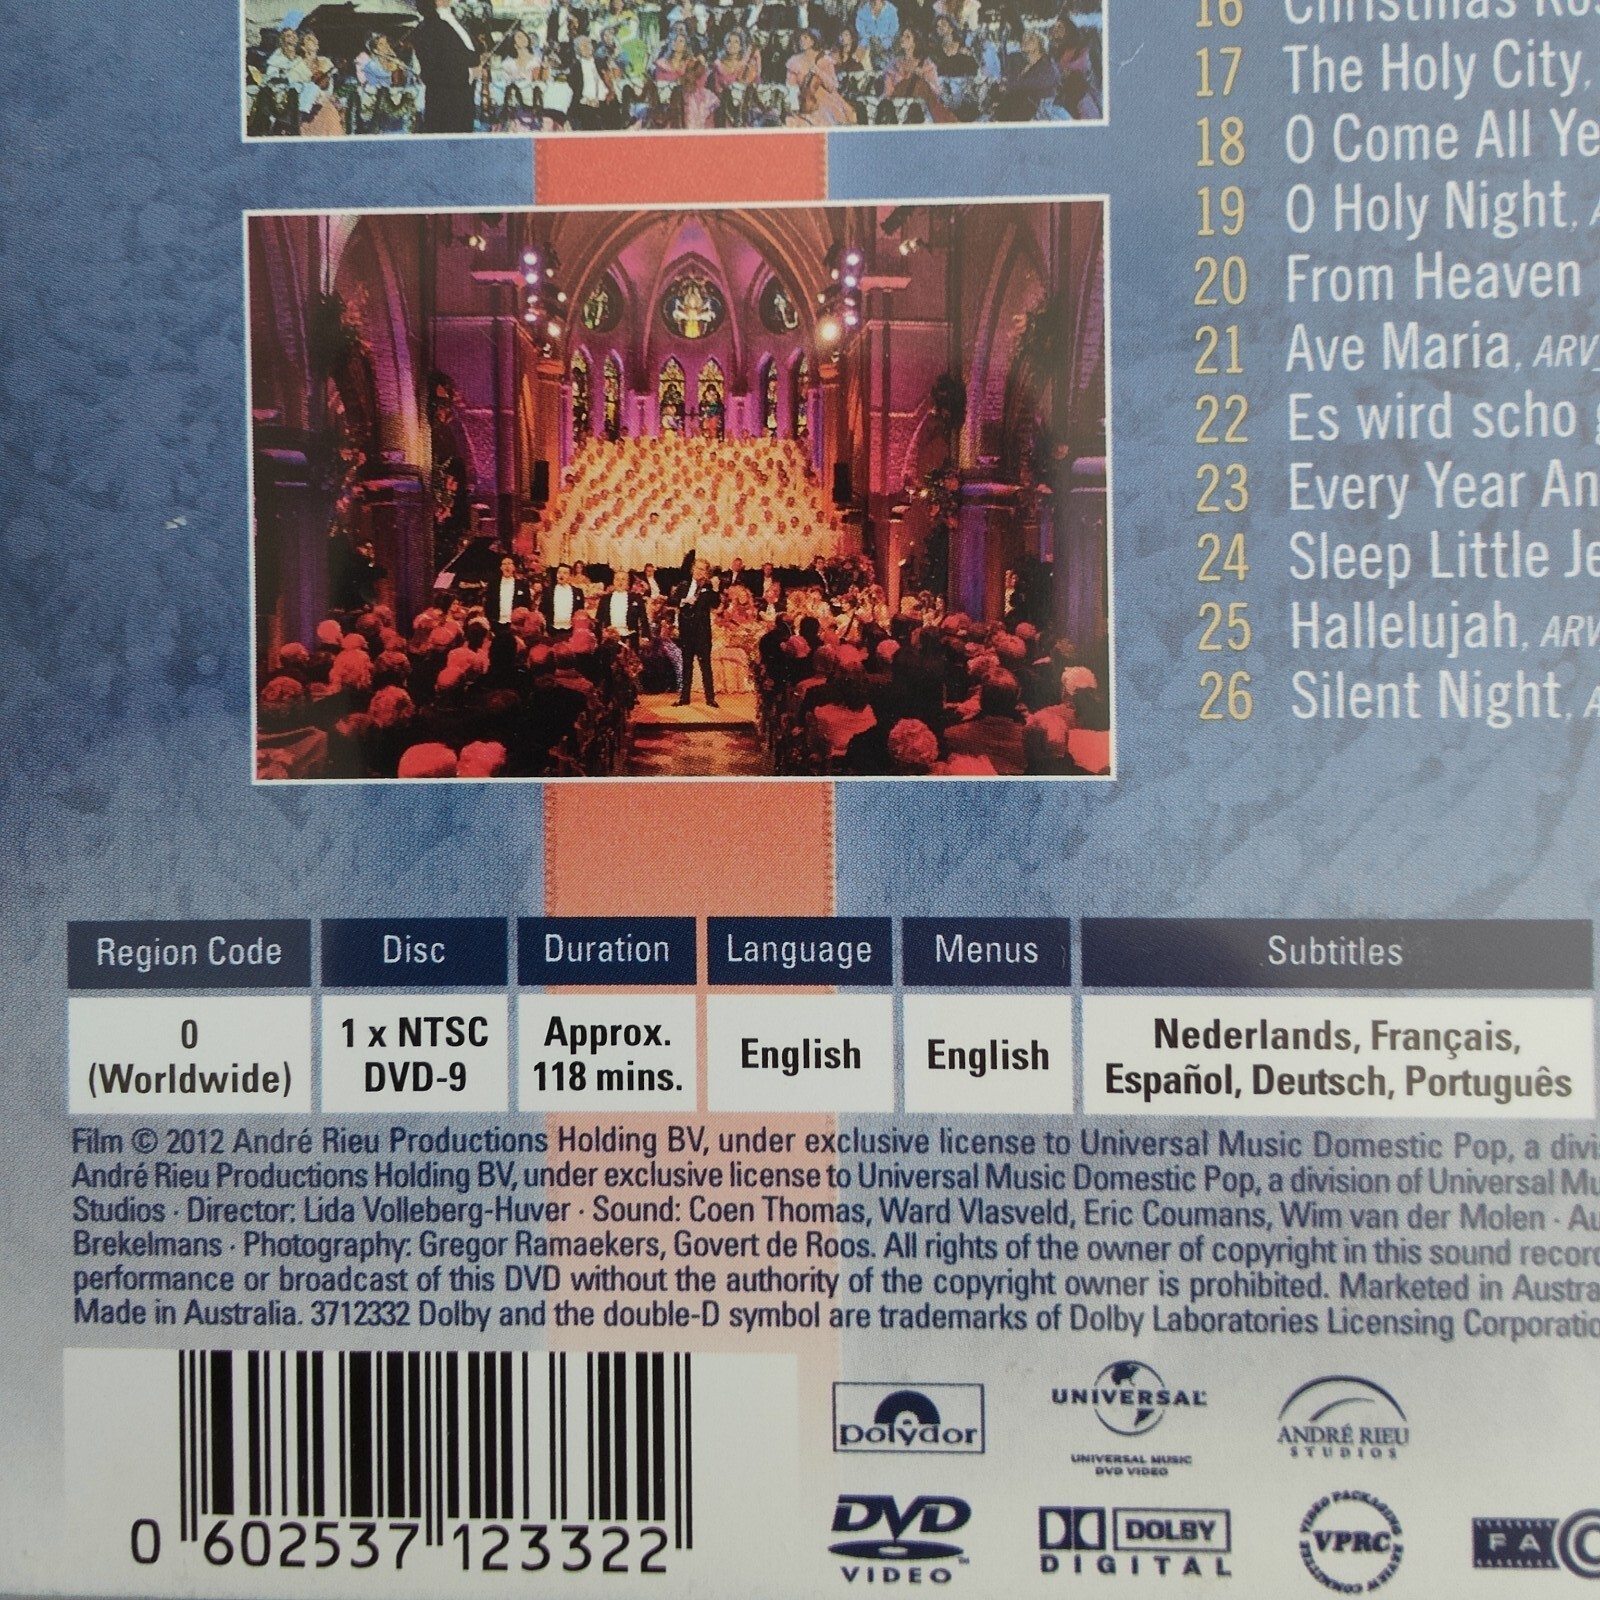 16 Christmas
17 The Holy City,
18 O Come All Ye
19 O Holy Night,
20 From Heaven
21 Ave Maria, ARV
22 Es wird scho
23 Every Year
24 Sleep Little
25 Hallelujah, ARV
26 Silent Night,
Region Code Disc Duration Language Menus Subtitles
0 1 x NTSC Approx. English English Nederlands, Français,
(Worldwide) DVD-9 118 mins. Español, Deutsch, Português
Film © 2012 André Rieu Productions Holding BV, under exclusive license to Universal Music Domestic Pop, a
André Rieu Productions Holding BV, under exclusive license to Universal Music Domestic Pop, a division of Universal
Studios · Director: Lida Volleberg-Huver · Sound: Coen Thomas, Ward Vlasveld, Eric Coumans, Wim van der Molen ·
Brekelmans · Photography: Gregor Ramaekers, Govert de Roos. All rights of the owner of copyright in this sound
performance or broadcast of this DVD without the authority of the copyright owner is prohibited. Marketed in
Made in Australia. 3712332 Dolby and the double-D symbol are trademarks of Dolby Laboratories Licensing
0 602537 123322
polydor
UNIVERSAL
UNIVERSAL MUSIC
DVD VIDEO
ANDRÉ RIEU
STUDIOS
DVD
VIDEO
DOLBY
DIGITAL
VIDEO PACKAGING
VPRC
REVIEW COMMITTEE
FA